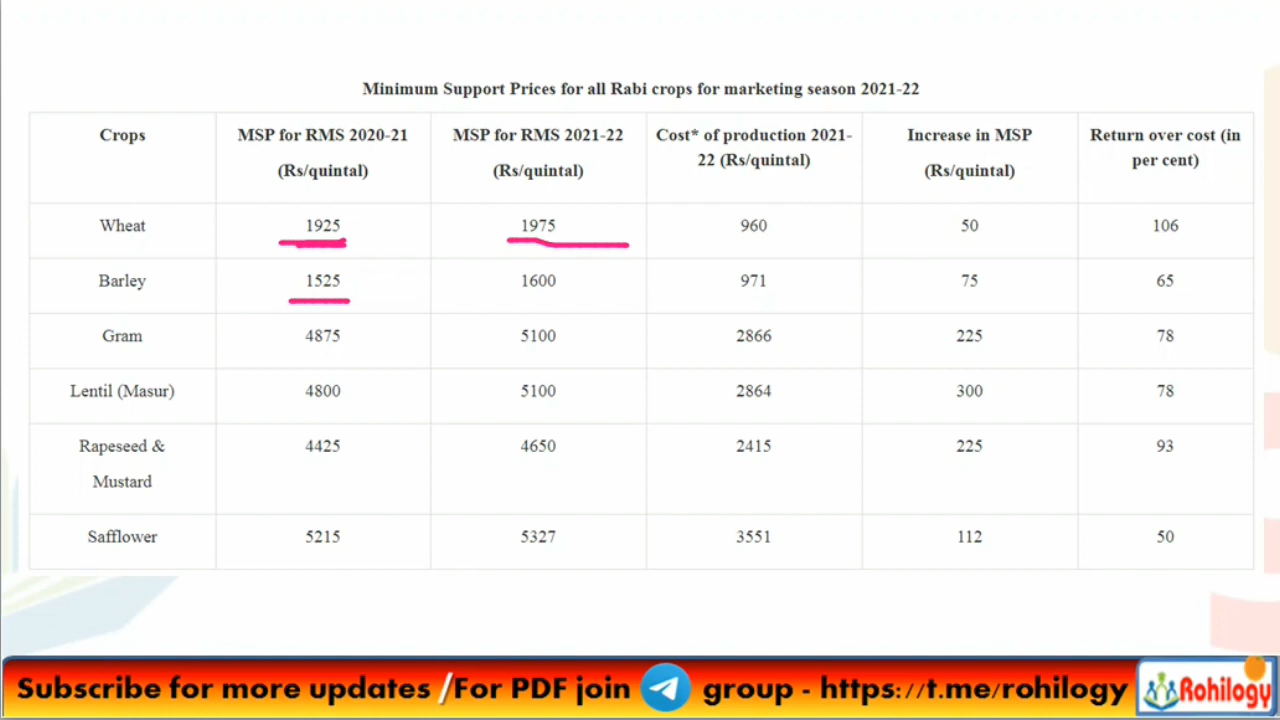 Minimum Support Prices for all Rabi crops for marketing season 2021-22
Crops MSP for RMS 2020-21 MSP for RMS 2021-22 Cost* of production 2021- Increase in MSP Return over cost (in
(Rs/quintal) (Rs/quintal) 22 (Rs/quintal) (Rs/quintal) per cent)
Wheat 1925 1975 960 50 106
Barley 1525 1600 971 75 65
Gram 4875 5100 2866 225 78
Lentil (Masur) 4800 5100 2864 300 78
Rapeseed & 4425 4650 2415 225 93
Mustard
Safflower 5215 5327 3551 112 50
Subscribe for more updates /For PDF join group - https://t.me/rohilogy Rohilogy